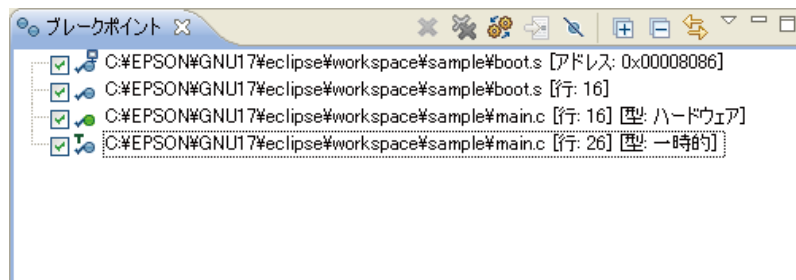 ブレークポイント
C:¥EPSON¥GNU17¥eclipse¥workspace¥sample¥boot.s [アドレス: 0x00008086]
C:¥EPSON¥GNU17¥eclipse¥workspace¥sample¥boot.s [行: 16]
C:¥EPSON¥GNU17¥eclipse¥workspace¥sample¥main.c [行: 16] [型: ハードウェア]
T C:¥EPSON¥GNU17¥eclipse¥workspace¥sample¥main.c [行: 26] [型: 一時的]